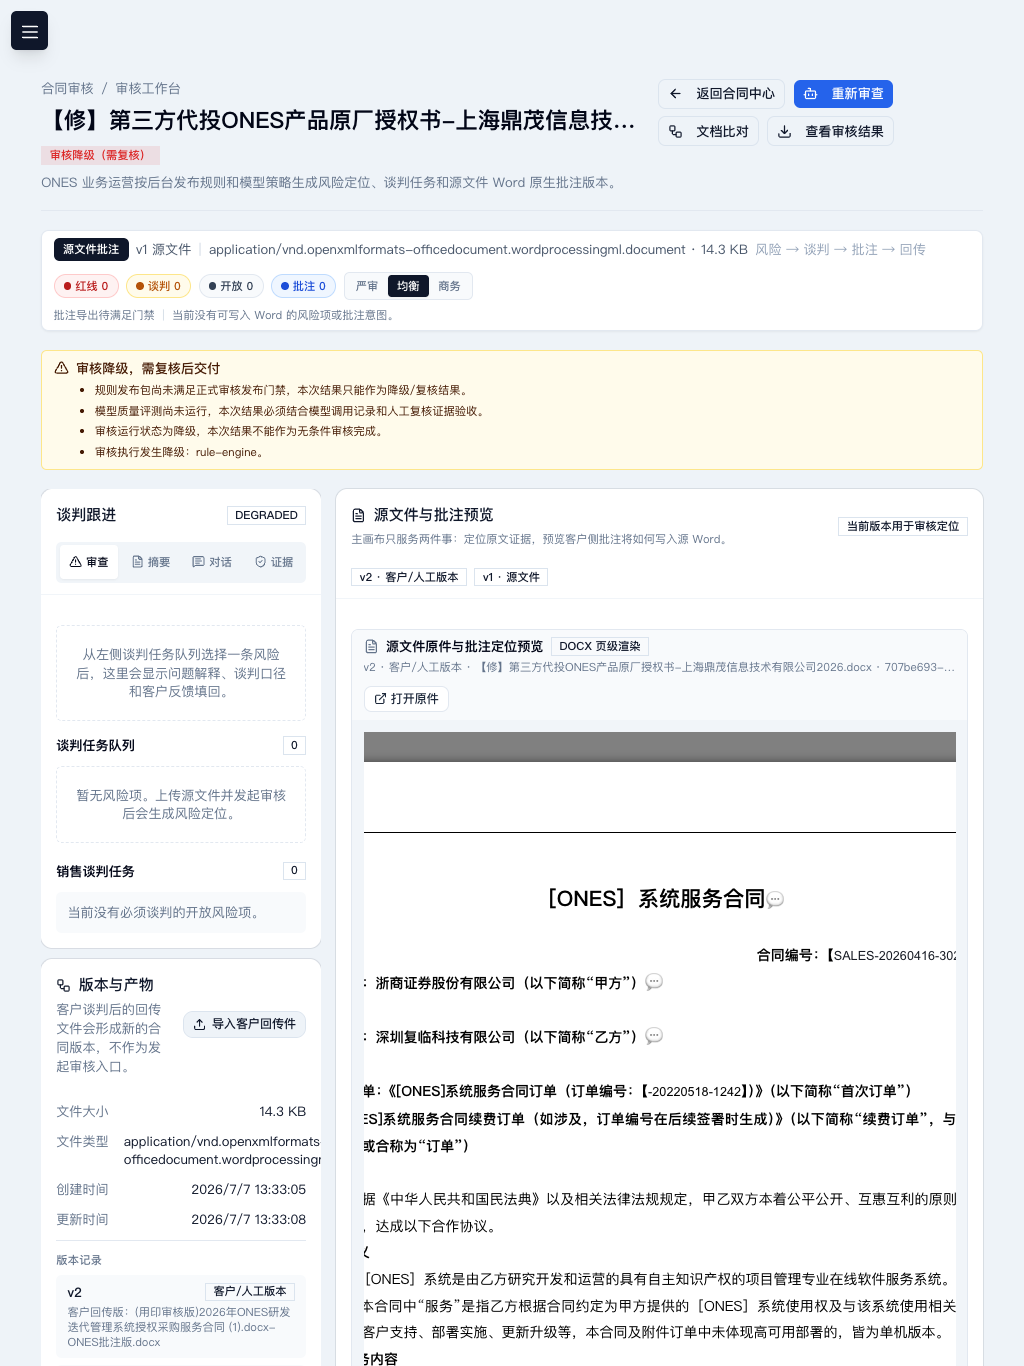 合同审核 / 审核工作台
【修】第三方代投ONES产品原厂授权书-上海鼎茂信息技...
审核降级（需复核）
ONES 业务运营按后台发布规则和模型策略生成风险定位、谈判任务和源文件 Word 原生批注版本。
返回合同中心
重新审查
文档比对
查看审核结果
源文件批注 v1 源文件 | application/vnd.openxmlformats-officedocument.wordprocessingml.document · 14.3 KB 风险 → 谈判 → 批注 → 回传
红线 0 谈判 0 开放 0 批注 0 严审 均衡 商务
批注导出待满足门禁 | 当前没有可写入 Word 的风险项或批注意图。
审核降级，需复核后交付
• 规则发布包尚未满足正式审核发布门禁，本次结果只能作为降级/复核结果。
• 模型质量评测尚未运行，本次结果必须结合模型调用记录和人工复核证据验收。
• 审核运行状态为降级，本次结果不能作为无条件审核完成。
• 审核执行发生降级：rule-engine。
谈判跟进
DEGRADED
审查 摘要 对话 证据
从左侧谈判任务队列选择一条风险
后，这里会显示问题解释、谈判口径
和客户反馈填回。
谈判任务队列 0
暂无风险项。上传源文件并发起审核
后会生成风险定位。
销售谈判任务 0
当前没有必须谈判的开放风险项。
版本与产物
客户谈判后的回传
文件会形成新的合
同版本，不作为发
起审核入口。
导入客户回传件
文件大小 14.3 KB
文件类型 application/vnd.openxmlformats
officedocument.wordprocessing
创建时间 2026/7/7 13:33:05
更新时间 2026/7/7 13:33:08
版本记录
v2 客户/人工版本
客户回传版：(用印审核版)2026年ONES研发
迭代管理系统授权采购服务合同 (1).docx-
ONES批注版.docx
源文件与批注预览
主画布只服务两件事：定位原文证据，预览客户侧批注将如何写入源 Word。
当前版本用于审核定位
v2 · 客户/人工版本 v1 · 源文件
源文件原件与批注定位预览 DOCX 页级渲染
v2 · 客户/人工版本 · 【修】第三方代投ONES产品原厂授权书-上海鼎茂信息技术有限公司2026.docx · 707be693-...
打开原件
［ONES］系统服务合同
合同编号：【SALES-20260416-302
：浙商证券股份有限公司（以下简称“甲方”）
：深圳复临科技有限公司（以下简称“乙方”）
单：《[ONES]系统服务合同订单（订单编号：【-20220518-1242】）》（以下简称“首次订单”）
ES]系统服务合同续费订单（如涉及，订单编号在后续签署时生成）》（以下简称“续费订单”，与
或合称为“订单”）
据《中华人民共和国民法典》以及相关法律法规规定，甲乙双方本着公平公开、互惠互利的原则
，达成以下合作协议。
义
［ONES］系统是由乙方研究开发和运营的具有自主知识产权的项目管理专业在线软件服务系统。
本合同中“服务”是指乙方根据合同约定为甲方提供的［ONES］系统使用权及与该系统使用相关
客户支持、部署实施、更新升级等，本合同及附件订单中未体现高可用部署的，皆为单机版本。
务内容